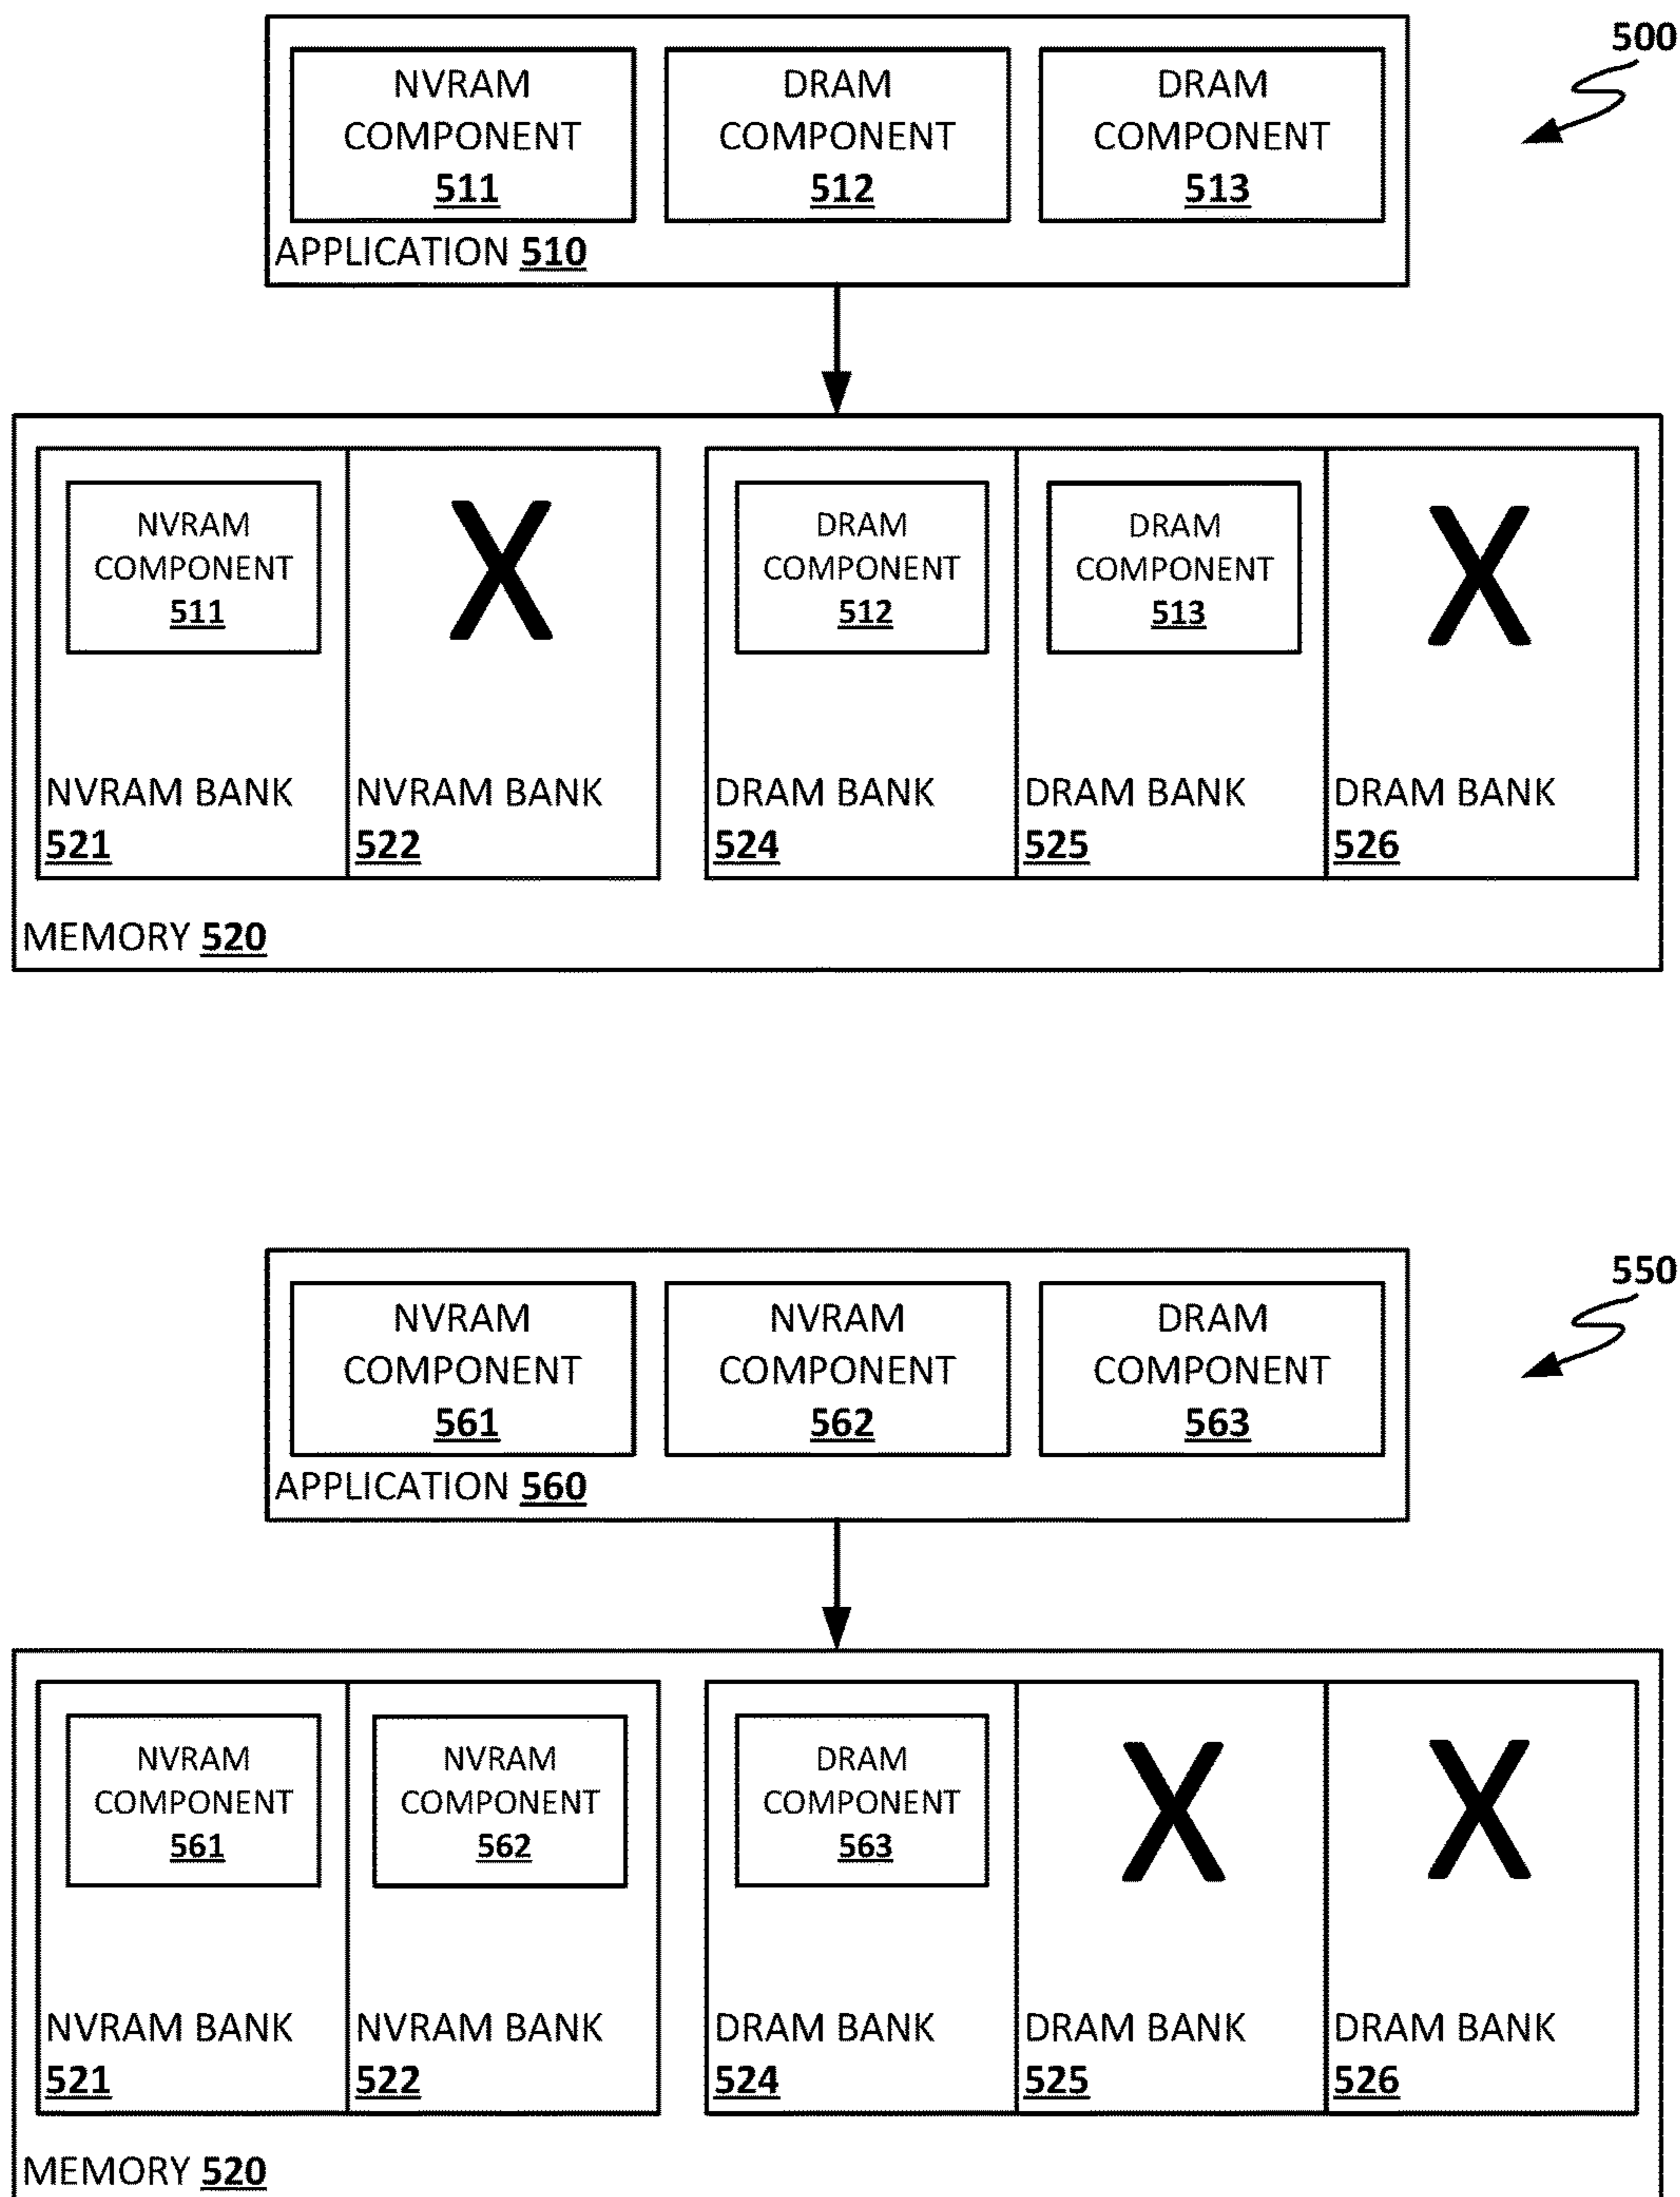 500
NVRAM DRAM DRAM
COMPONENT COMPONENT COMPONENT
511 512 513
APPLICATION 510
NVRAM X DRAM DRAM X
COMPONENT COMPONENT COMPONENT
511 512 513
NVRAM BANK NVRAM BANK DRAM BANK DRAM BANK DRAM BANK
521 522 524 525 526
MEMORY 520
550
NVRAM NVRAM DRAM
COMPONENT COMPONENT COMPONENT
561 562 563
APPLICATION 560
NVRAM NVRAM DRAM X X
COMPONENT COMPONENT COMPONENT
561 562 563
NVRAM BANK NVRAM BANK DRAM BANK DRAM BANK DRAM BANK
521 522 524 525 526
MEMORY 520